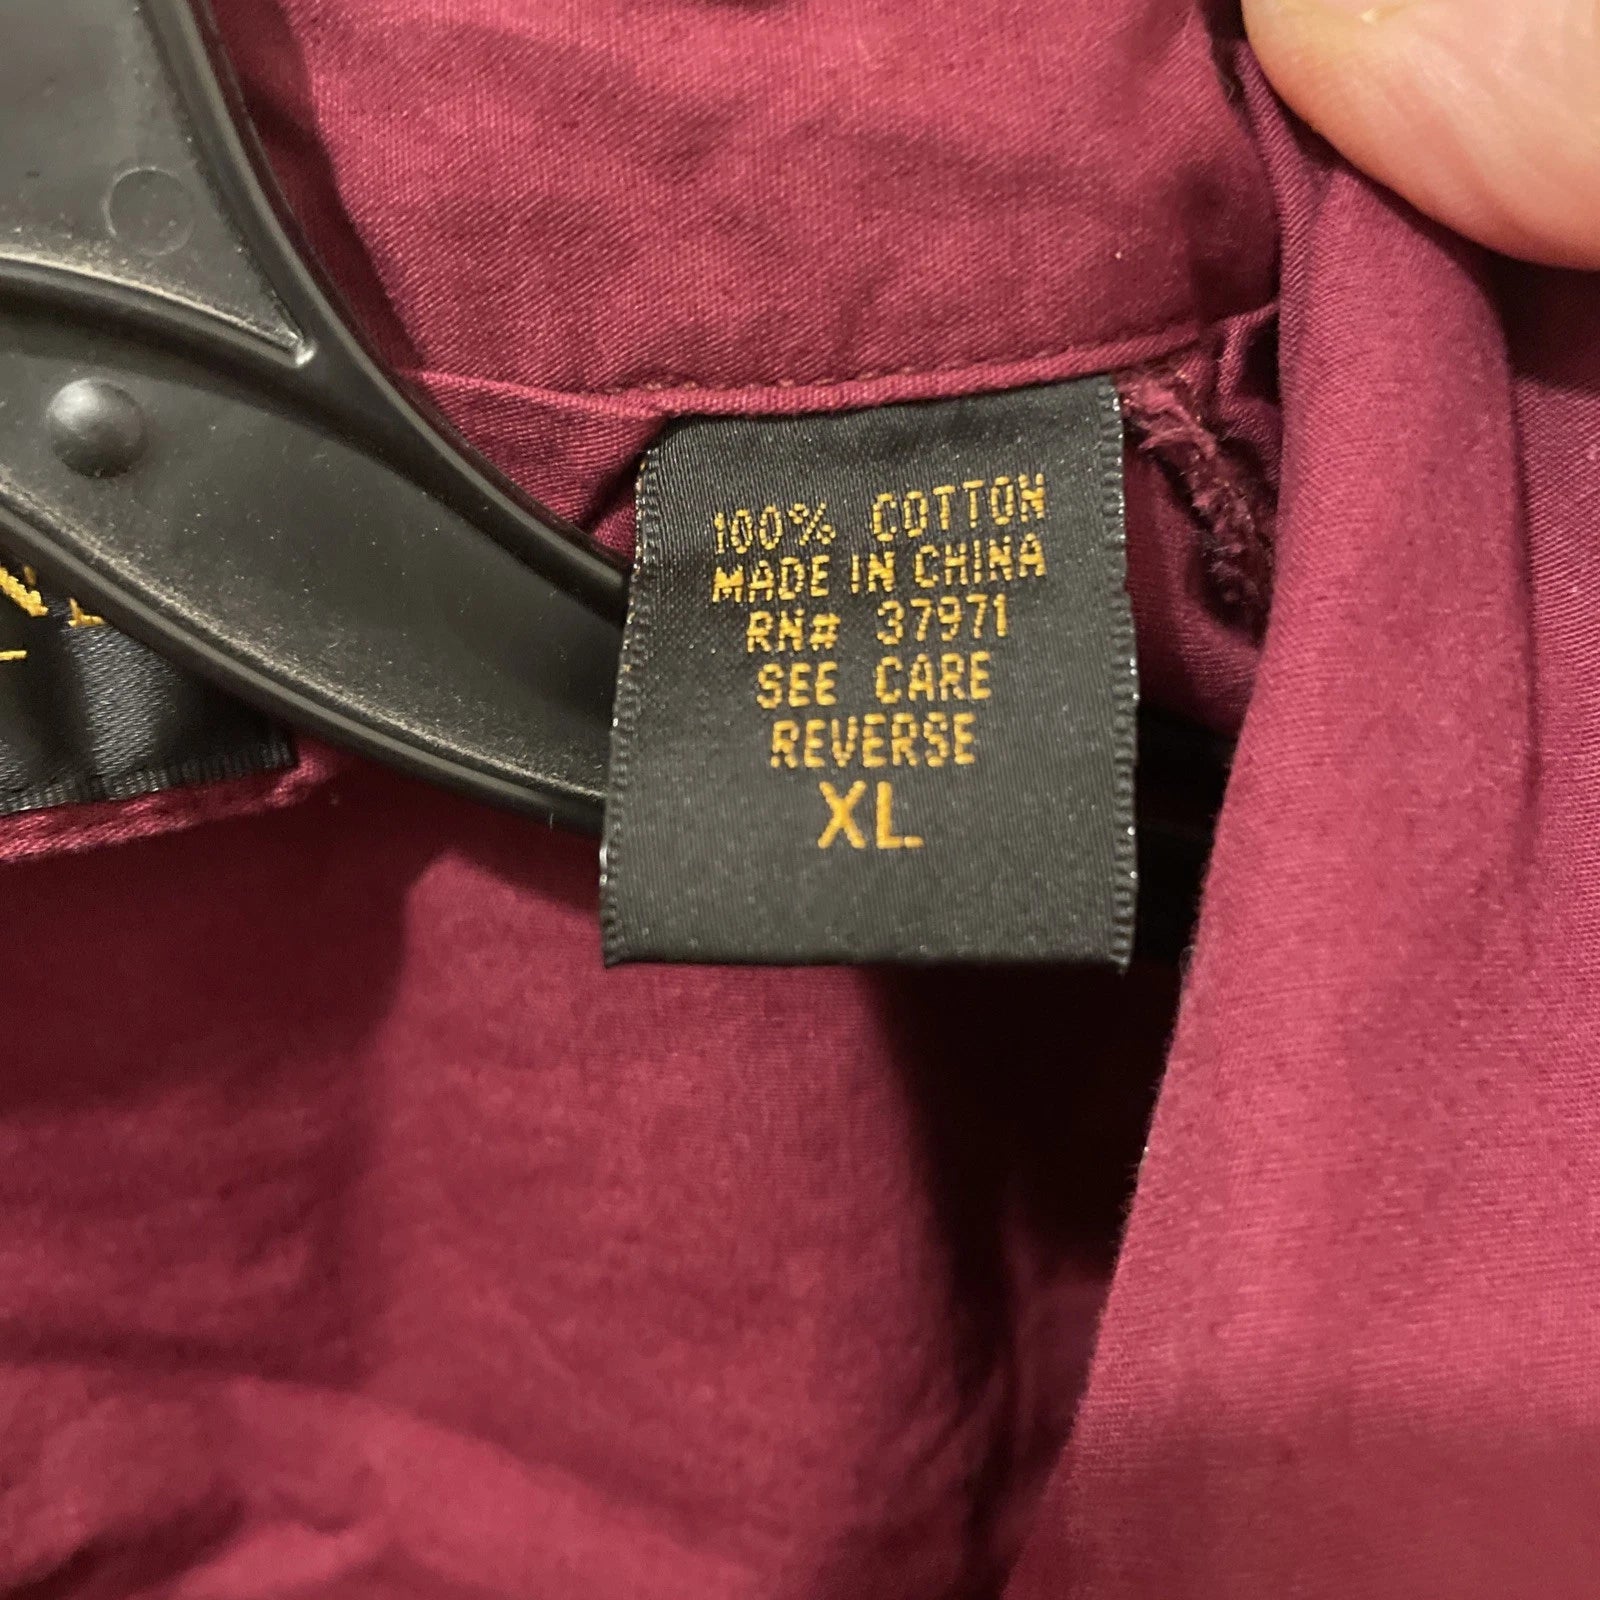 100% COTTON
MADE IN CHINA
RN# 37971
SEE CARE
REVERSE
XL